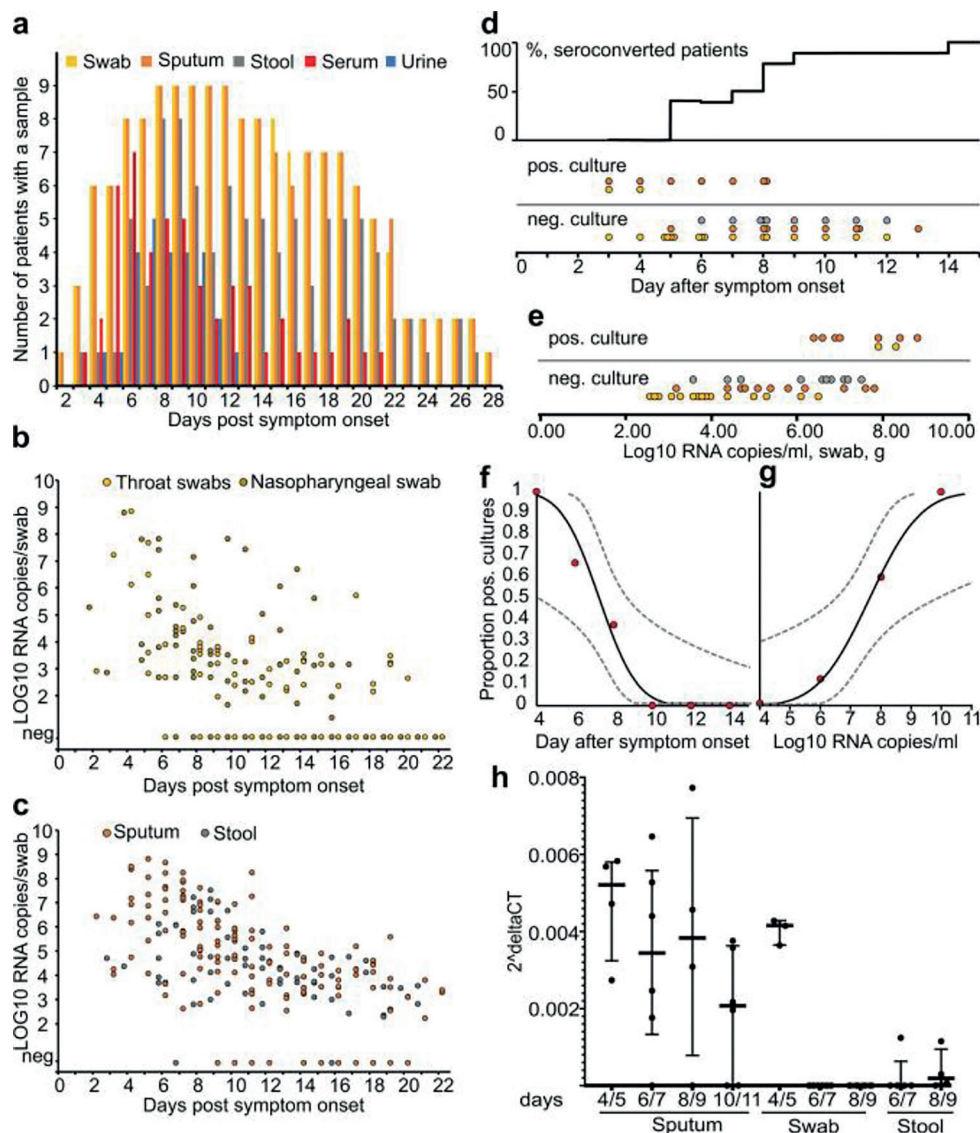 a
Swab Sputum Stool Serum Urine
Number of patients with a sample
9
8
7
6
5
4
3
2
1
0
2 4 6 8 10 12 14 16 18 20 22 24 26 28
Days post symptom onset
b
Throat swabs Nasopharyngeal swab
LOG10 RNA copies/swab
10
9
8
7
6
5
4
3
2
neg.
2 4 6 8 10 12 14 16 18 20 22
Days post symptom onset
c
Sputum Stool
LOG10 RNA copies/swab
10
9
8
7
6
5
4
3
2
neg.
0 2 4 6 8 10 12 14 16 18 20 22
Days post symptom onset
d
%, seroconverted patients
100
50
0
pos. culture
neg. culture
0 2 4 6 8 10 12 14
Day after symptom onset
e
pos. culture
neg. culture
0.00 2.00 4.00 6.00 8.00 10.00
Log10 RNA copies/ml, swab, g
f
Proportion pos. cultures
1
0.9
0.7
0.6
0.5
0.4
0.3
0.2
0.1
0
4 6 8 10 12 14
Day after symptom onset
g
4 5 6 7 8 9 10 11
Log10 RNA copies/ml
h
2^deltaCT
0.008
0.006
0.004
0.002
0.0000
days 4/5 6/7 8/9 10/11 4/5 6/7 8/9 6/7 8/9
Sputum Swab Stool